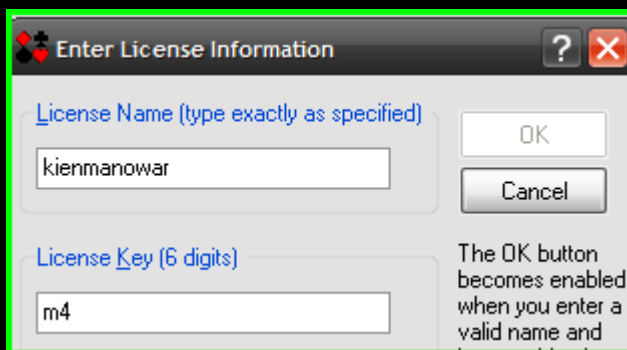 Enter License Information
License Name (type exactly as specified)
OK
kienmanowar
Cancel
License Key (6 digits)
The OK button
becomes enabled
when you enter a
m4
valid name and